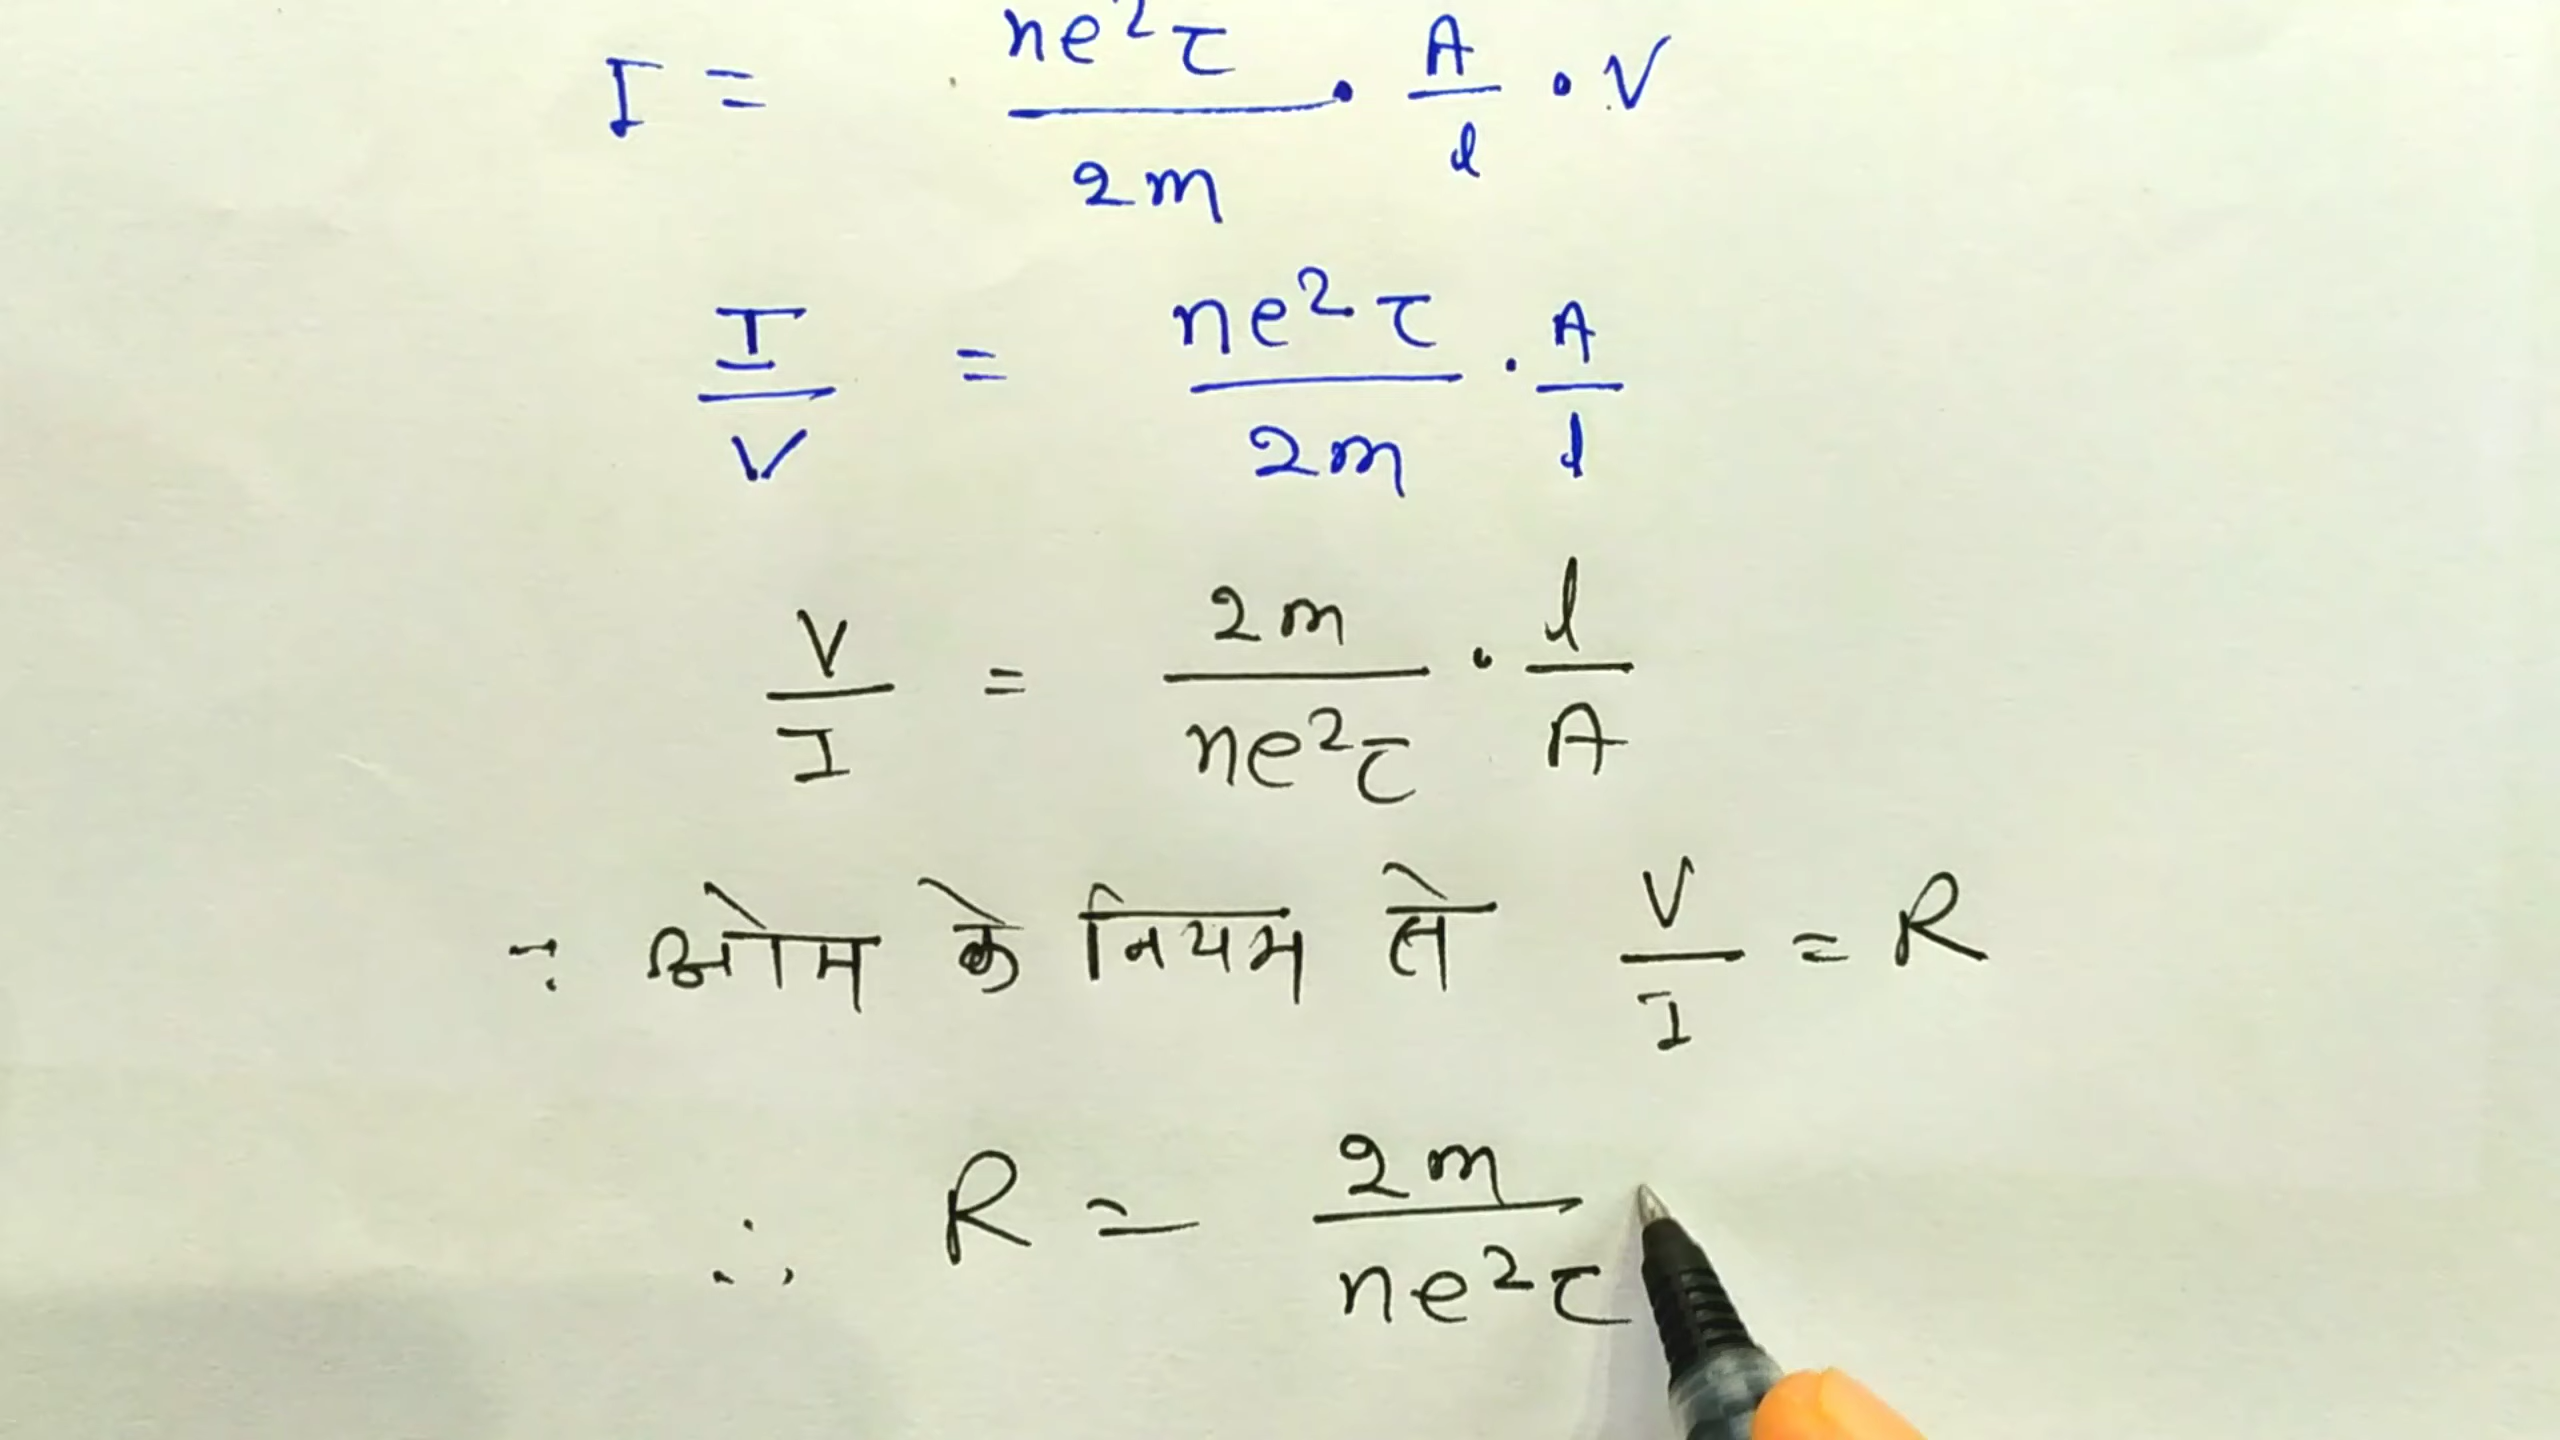 I = ne²τ/2m · A/l · V
I/V = ne²τ/2m · A/l
V/I = 2m/ne²τ · l/A
∵ ओम के नियम से V/I = R
∴ R = 2m/ne²τ